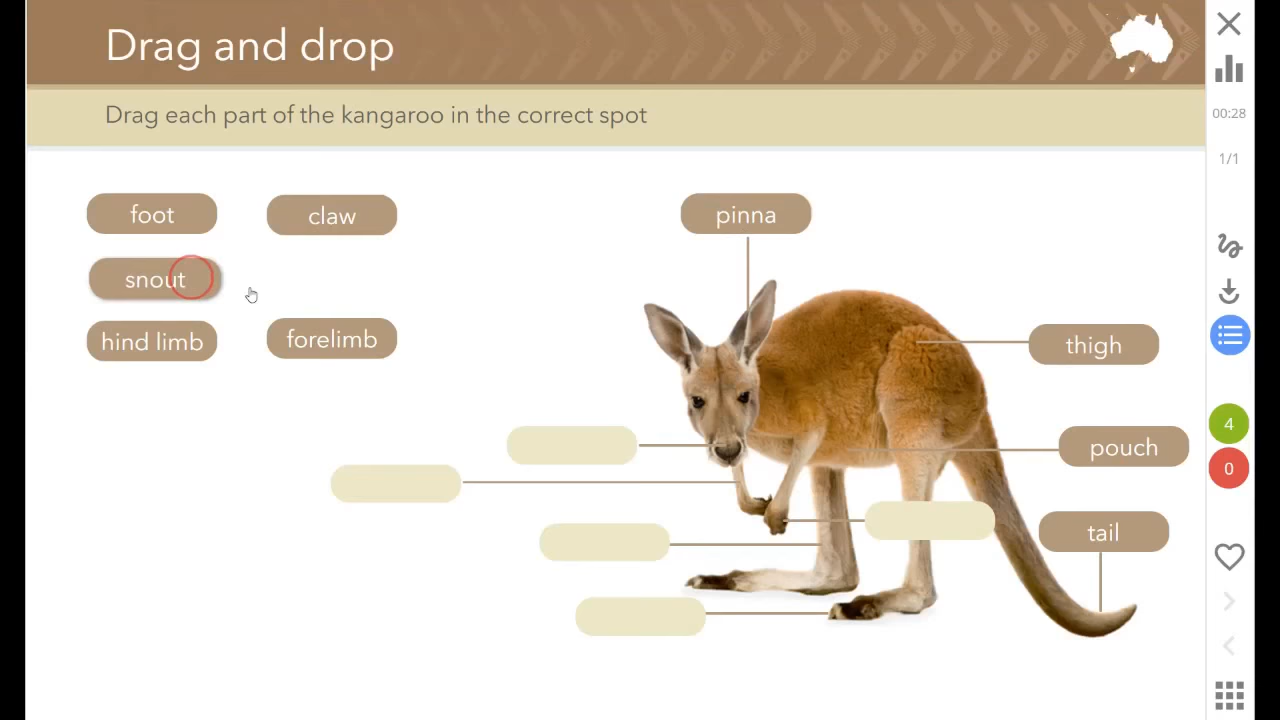 Drag and drop
Drag each part of the kangaroo in the correct spot
00:28
1/1
foot
claw
pinna
snout
hind limb
forelimb
thigh
pouch
4
0
tail